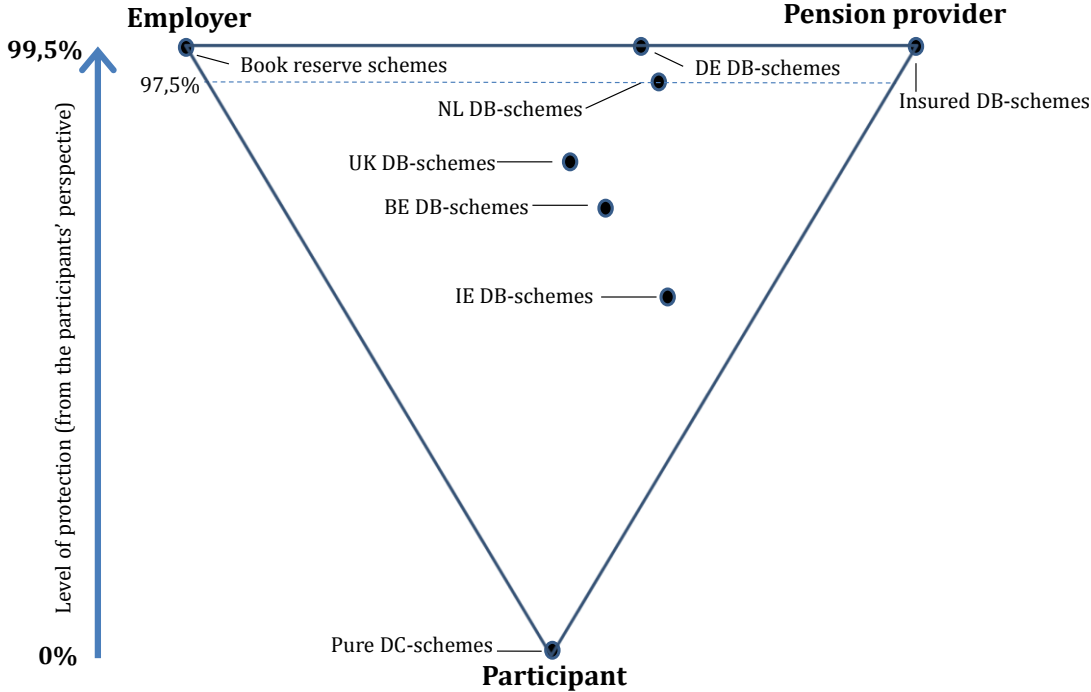 Employer
Pension provider
99,5%
Book reserve schemes
DE DB-schemes
97,5%
NL DB-schemes
Insured DB-schemes
UK DB-schemes
BE DB-schemes
IE DB-schemes
Level of protection (from the participants’ perspective)
Pure DC-schemes
0%
Participant